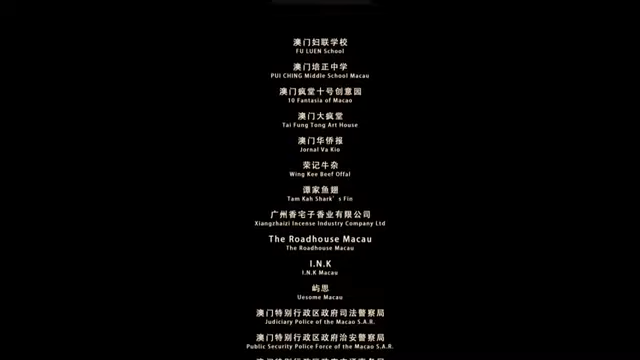 澳门妇联学校
FU LUEN School
澳门培正中学
PUI CHING Middle School Macau
澳门疯堂十号创意园
10 Fantasia of Macao
澳门大疯堂
Tai Fung Tong Art House
澳门华侨报
Jornal Va Kio
荣记牛杂
Wing Kee Beef Offal
谭家鱼翅
Tam Kah Shark's Fin
广州香宅子香业有限公司
Xiangzhaizi Incense Industry Company Ltd
The Roadhouse Macau
The Roadhouse Macau
I.N.K
I.N.K Macau
屿思
Uesome Macau
澳门特别行政区政府司法警察局
Judiciary Police of the Macao S.A.R.
澳门特别行政区政府治安警察局
Public Security Police Force of the Macau S.A.R.